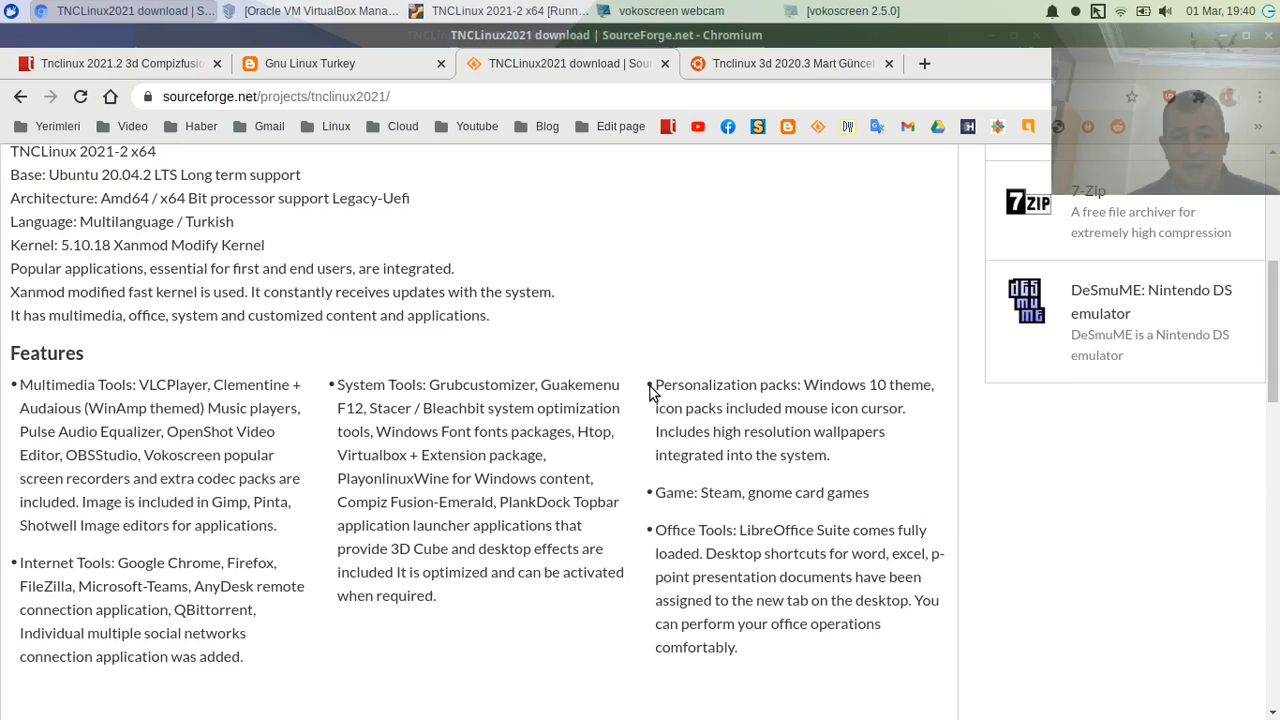 TNCLinux2021 download | S...
[Oracle VM VirtualBox Mana...
TNCLinux 2021-2 x64 [Runn...
vokoscreen webcam
[vokoscreen 2.5.0]
01 Mar, 19:40
TNCLinux2021 download | SourceForge.net - Chromium
Tnclinux 2021.2 3d Compizfusio
Gnu Linux Turkey
TNCLinux2021 download | Sou
Tnclinux 3d 2020.3 Mart Güncel
sourceforge.net/projects/tnclinux2021/
Yerimleri
Video
Haber
Gmail
Linux
Cloud
Youtube
Blog
Edit page
TNCLinux 2021-2 x64
Base: Ubuntu 20.04.2 LTS Long term support
Architecture: Amd64 / x64 Bit processor support Legacy-Uefi
Language: Multilanguage / Turkish
Kernel: 5.10.18 Xanmod Modify Kernel
Popular applications, essential for first and end users, are integrated.
Xanmod modified fast kernel is used. It constantly receives updates with the system.
It has multimedia, office, system and customized content and applications.
Features
• Multimedia Tools: VLCPlayer, Clementine +
Audaious (WinAmp themed) Music players,
Pulse Audio Equalizer, OpenShot Video
Editor, OBSStudio, Vokoscreen popular
screen recorders and extra codec packs are
included. Image is included in Gimp, Pinta,
Shotwell Image editors for applications.
• Internet Tools: Google Chrome, Firefox,
FileZilla, Microsoft-Teams, AnyDesk remote
connection application, QBittorrent,
Individual multiple social networks
connection application was added.
• System Tools: Grubcustomizer, Guakemenu
F12, Stacer / Bleachbit system optimization
tools, Windows Font fonts packages, Htop,
Virtualbox + Extension package,
PlayonlinuxWine for Windows content,
Compiz Fusion-Emerald, PlankDock Topbar
application launcher applications that
provide 3D Cube and desktop effects are
included It is optimized and can be activated
when required.
• Personalization packs: Windows 10 theme,
icon packs included mouse icon cursor.
Includes high resolution wallpapers
integrated into the system.
• Game: Steam, gnome card games
• Office Tools: LibreOffice Suite comes fully
loaded. Desktop shortcuts for word, excel, p-
point presentation documents have been
assigned to the new tab on the desktop. You
can perform your office operations
comfortably.
7ZIP
7-Zip
A free file archiver for
extremely high compression
DeSmuME: Nintendo DS
emulator
DeSmuME is a Nintendo DS
emulator